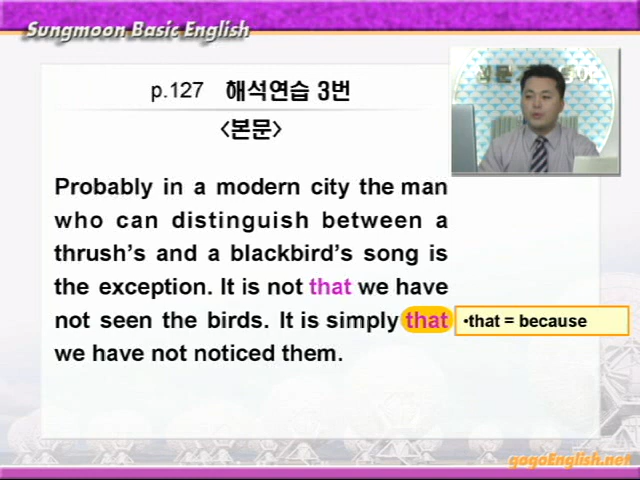 Sungmoon Basic English
p.127 해석연습 3번
<본문>
Probably in a modern city the man
who can distinguish between a
thrush's and a blackbird's song is
the exception. It is not that we have
not seen the birds. It is simply that
•that = because
we have not noticed them.
gogoEnglish.net